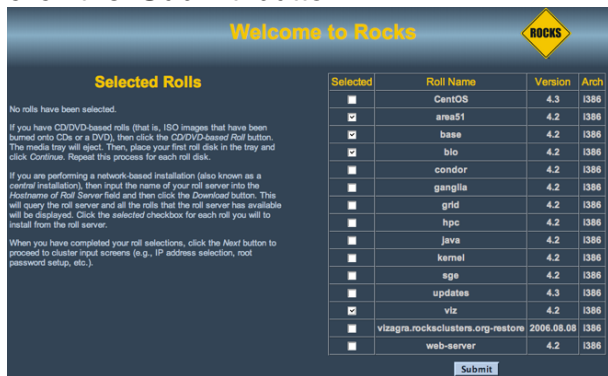 Welcome to Rocks
ROCKS
Selected Rolls
No rolls have been selected.
If you have CD/DVD-based rolls (that is, ISO images that have been
burned onto CDs or a DVD), then click the CD/DVD-based Roll button.
The media tray will eject. Then, place your first roll disk in the tray and
click Continue. Repeat this process for each roll disk.
If you are performing a network-based installation (also known as a
central installation), then input the name of your roll server into the
Hostname of Roll Server field and then click the Download button. This
will query the roll server and all the rolls that the roll server has available
will be displayed. Click the selected checkbox for each roll you will to
install from the roll server.
When you have completed your roll selections, click the Next button to
proceed to cluster input screens (e.g., IP address selection, root
password setup, etc.).
Selected Roll Name Version Arch
CentOS 4.3 i386
area51 4.2 i386
base 4.2 i386
bio 4.2 i386
condor 4.2 i386
ganglia 4.2 i386
grid 4.2 i386
hpc 4.2 i386
java 4.2 i386
kernel 4.2 i386
sge 4.2 i386
updates 4.3 i386
viz 4.2 i386
vizagra.rocksclusters.org-restore 2006.08.08 i386
web-server 4.2 i386
Submit